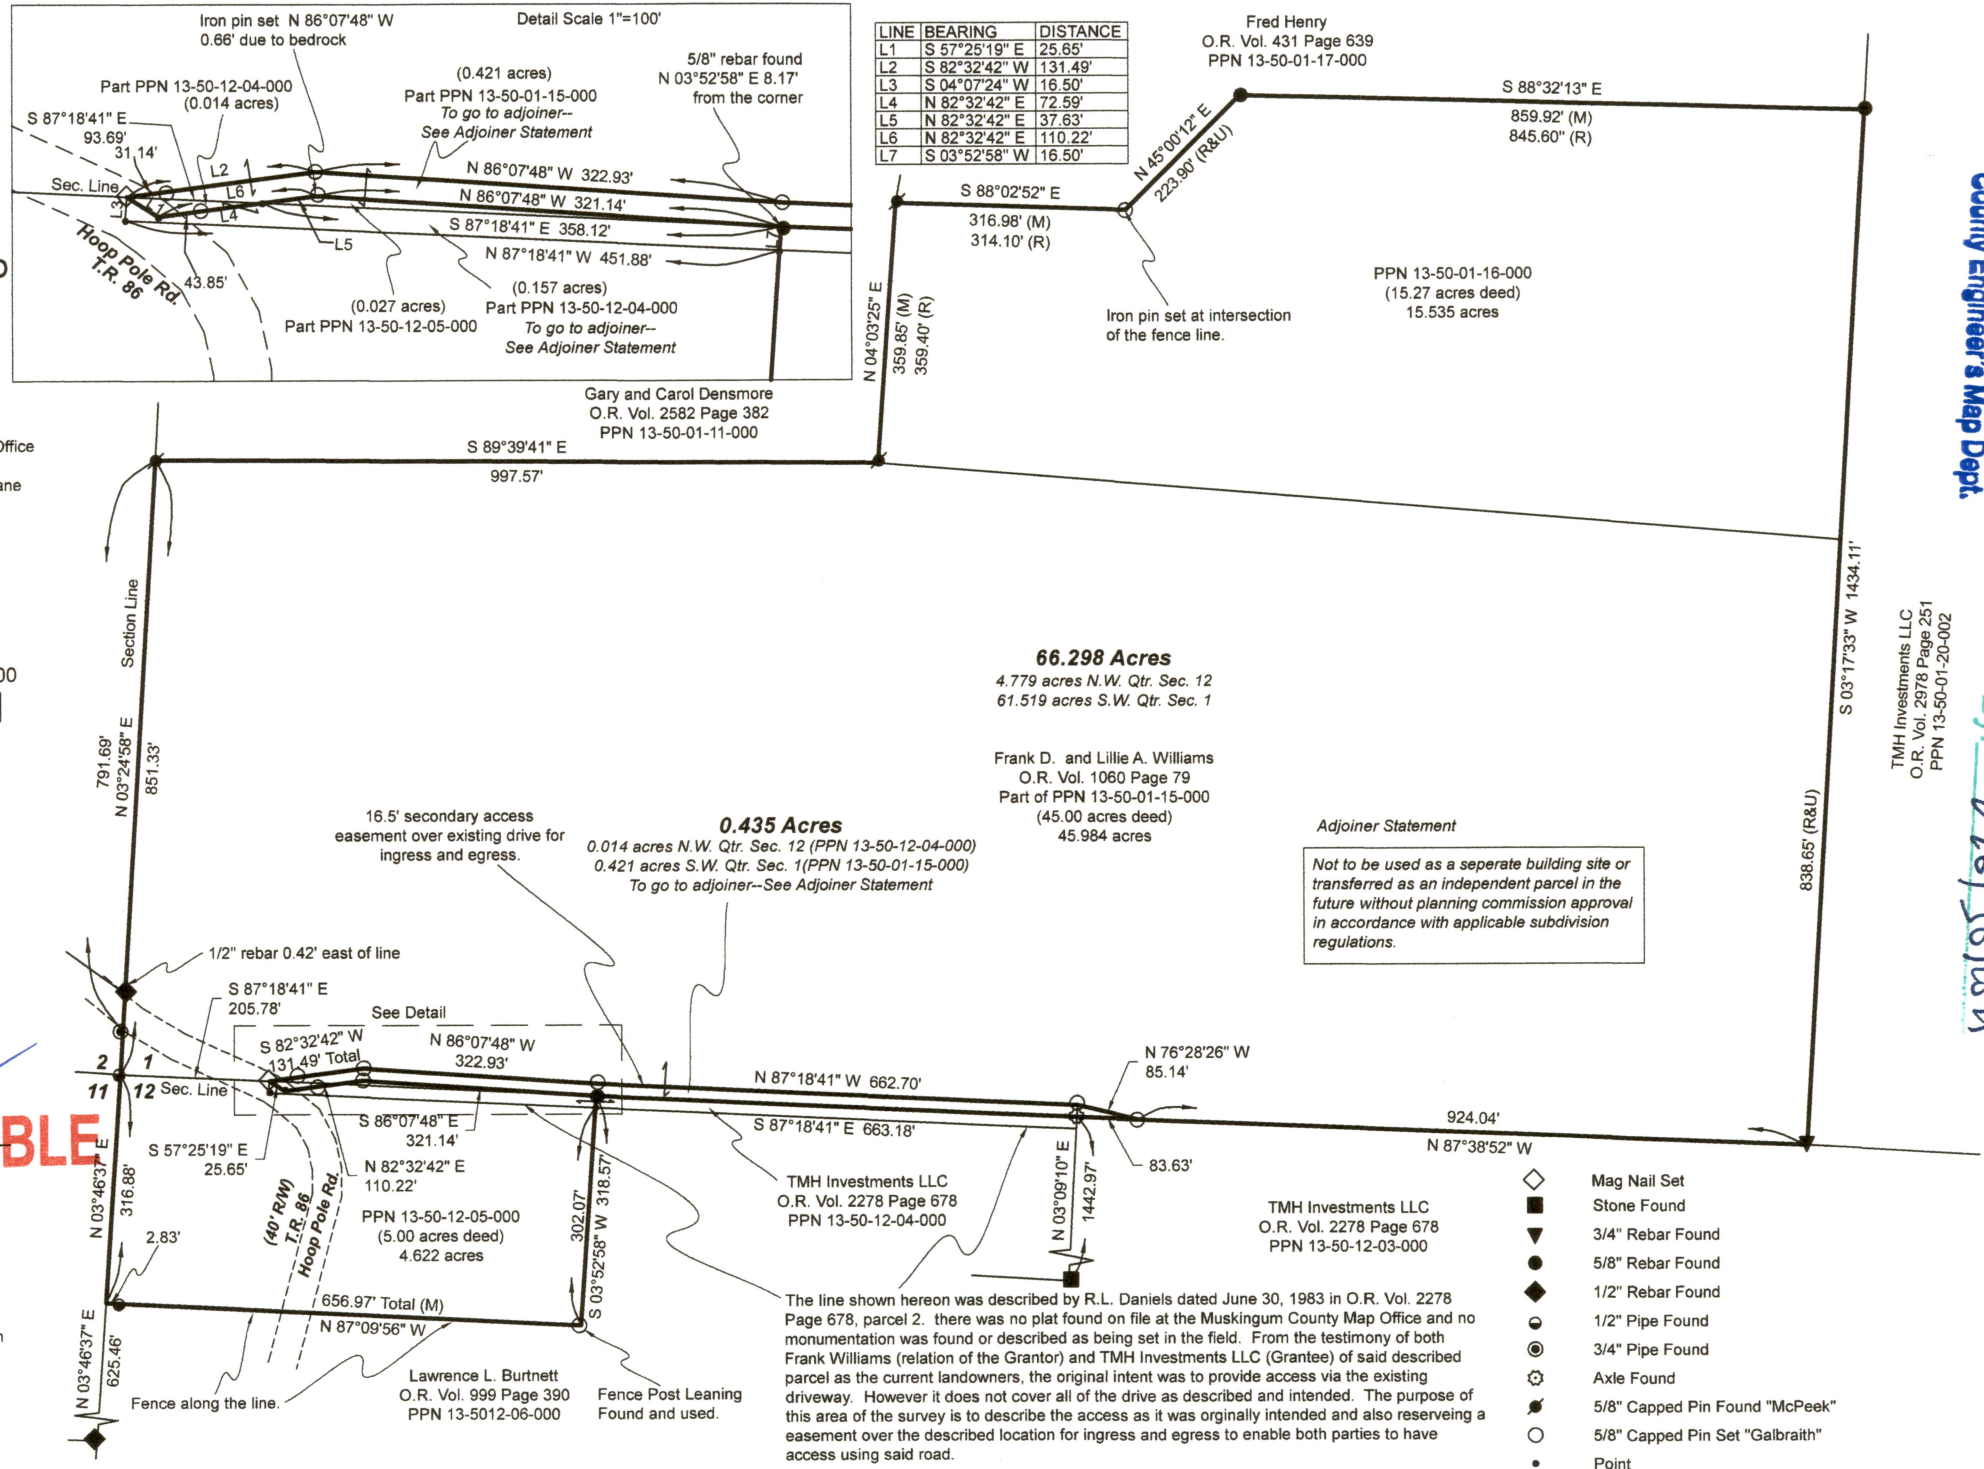 Iron pin set N 86°07'48" W
0.66' due to bedrock
Detail Scale 1"=100'
5/8" rebar found
N 03°52'58" E 8.17'
from the corner
Part PPN 13-50-12-04-000
(0.014 acres)
(0.421 acres)
Part PPN 13-50-01-15-000
To go to adjoiner--
See Adjoiner Statement
S 87°18'41" E
93.69'
31.14'
L2
L6
L4
L3
L1
L5
L7
Sec. Line
N 86°07'48" W 322.93'
N 86°07'48" W 321.14'
S 87°18'41" E 358.12'
N 87°18'41" W 451.88'
Hoop Pole Rd.
T.R. 86
43.85'
(0.027 acres)
Part PPN 13-50-12-05-000
(0.157 acres)
Part PPN 13-50-12-04-000
To go to adjoiner--
See Adjoiner Statement
LINE BEARING DISTANCE
L1 S 57°25'19" E 25.65'
L2 S 82°32'42" W 131.49'
L3 S 04°07'24" W 16.50'
L4 N 82°32'42" E 72.59'
L5 N 82°32'42" E 37.63'
L6 N 82°32'42" E 110.22'
L7 S 03°52'58" W 16.50'
Fred Henry
O.R. Vol. 431 Page 639
PPN 13-50-01-17-000
S 88°32'13" E
859.92' (M)
845.60" (R)
N 45°00'12" E
223.90' (R&U)
S 88°02'52" E
316.98' (M)
314.10' (R)
N 04°03'25" E
359.85' (M)
359.40' (R)
Iron pin set at intersection
of the fence line.
PPN 13-50-01-16-000
(15.27 acres deed)
15.535 acres
County Engineer's Map Dept.
Gary and Carol Densmore
O.R. Vol. 2582 Page 382
PPN 13-50-01-11-000
S 89°39'41" E
997.57'
Office
ane
00
Section Line
791.69'
N 03°24'58" E
851.33'
66.298 Acres
4.779 acres N.W. Qtr. Sec. 12
61.519 acres S.W. Qtr. Sec. 1
Frank D. and Lillie A. Williams
O.R. Vol. 1060 Page 79
Part of PPN 13-50-01-15-000
(45.00 acres deed)
45.984 acres
S 03°17'33" W 1434.11'
838.65' (R&U)
TMH Investments LLC
O.R. Vol. 2978 Page 251
PPN 13-50-01-20-002
16.5' secondary access
easement over existing drive for
ingress and egress.
0.435 Acres
0.014 acres N.W. Qtr. Sec. 12 (PPN 13-50-12-04-000)
0.421 acres S.W. Qtr. Sec. 1(PPN 13-50-01-15-000)
To go to adjoiner--See Adjoiner Statement
Adjoiner Statement
Not to be used as a seperate building site or
transferred as an independent parcel in the
future without planning commission approval
in accordance with applicable subdivision
regulations.
1/2" rebar 0.42' east of line
S 87°18'41" E
205.78'
See Detail
S 82°32'42" W
131.49' Total
N 86°07'48" W
322.93'
N 87°18'41" W 662.70'
N 76°28'26" W
85.14'
924.04'
N 87°38'52" W
2 1
11 12 Sec. Line
BLE
S 86°07'48" E
321.14'
S 87°18'41" E 663.18'
83.63'
S 57°25'19" E
25.65'
N 82°32'42" E
110.22'
N 03°46'37" E
316.88'
2.83'
(40' R/W)
T.R. 86
Hoop Pole Rd.
PPN 13-50-12-05-000
(5.00 acres deed)
4.622 acres
302.07'
S 03°52'58" W 318.57'
TMH Investments LLC
O.R. Vol. 2278 Page 678
PPN 13-50-12-04-000
N 03°09'10" E
1442.97'
TMH Investments LLC
O.R. Vol. 2278 Page 678
PPN 13-50-12-03-000
656.97' Total (M)
N 87°09'56" W
N 03°46'37" E
625.46'
Fence along the line.
Lawrence L. Burtnett
O.R. Vol. 999 Page 390
PPN 13-5012-06-000
Fence Post Leaning
Found and used.
The line shown hereon was described by R.L. Daniels dated June 30, 1983 in O.R. Vol. 2278
Page 678, parcel 2. there was no plat found on file at the Muskingum County Map Office and no
monumentation was found or described as being set in the field. From the testimony of both
Frank Williams (relation of the Grantor) and TMH Investments LLC (Grantee) of said described
parcel as the current landowners, the original intent was to provide access via the existing
driveway. However it does not cover all of the drive as described and intended. The purpose of
this area of the survey is to describe the access as it was orginally intended and also reserveing a
easement over the described location for ingress and egress to enable both parties to have
access using said road.
Mag Nail Set
Stone Found
3/4" Rebar Found
5/8" Rebar Found
1/2" Rebar Found
1/2" Pipe Found
3/4" Pipe Found
Axle Found
5/8" Capped Pin Found "McPeek"
5/8" Capped Pin Set "Galbraith"
Point